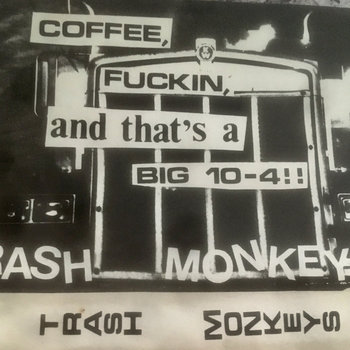 COFFEE,
FUCKIN,
and that's a
BIG 10-4!!
RASH MONKEY
TRASH MONKEYS